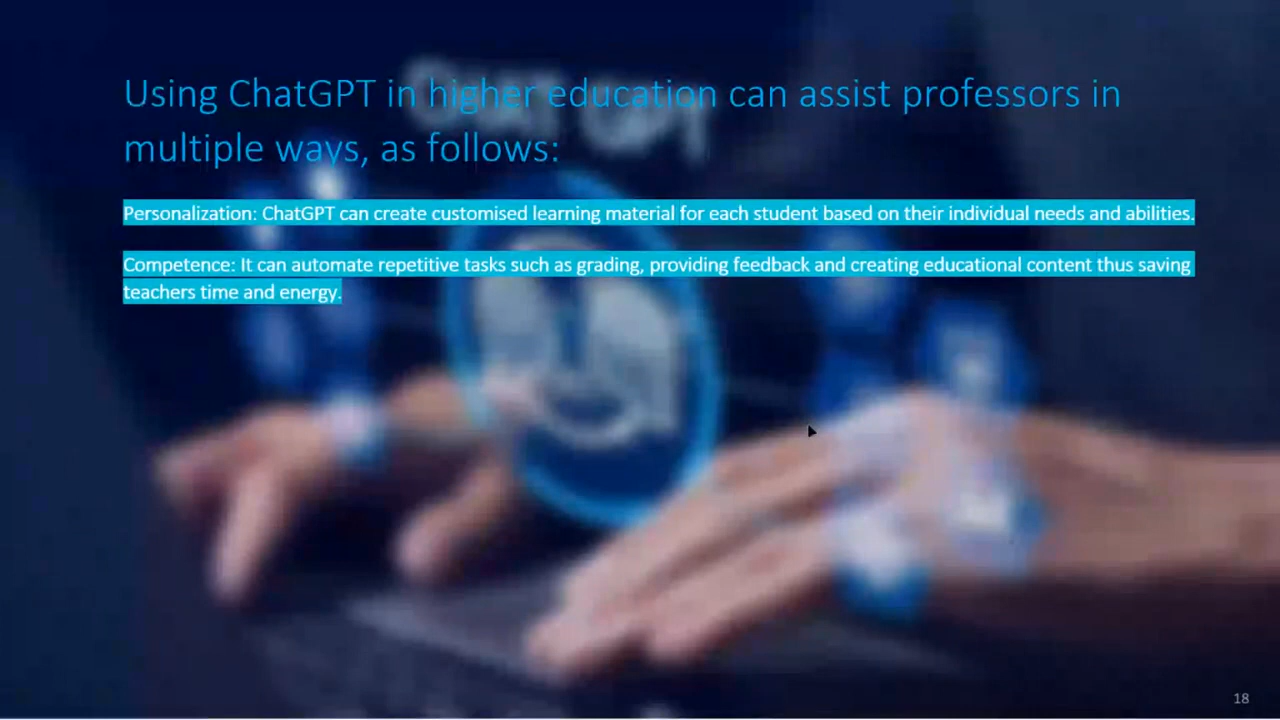 Using ChatGPT in higher education can assist professors in
multiple ways, as follows:
CHAT GPT
Personalization: ChatGPT can create customised learning material for each student based on their individual needs and abilities.
Competence: It can automate repetitive tasks such as grading, providing feedback and creating educational content thus saving
teachers time and energy.
18